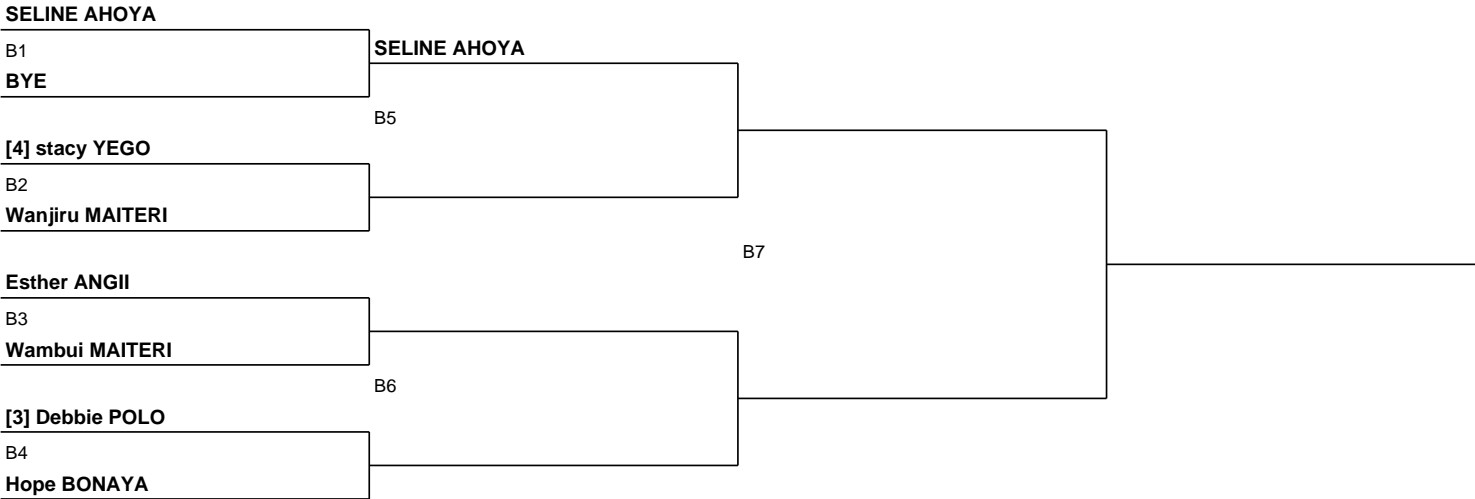 SELINE AHOYA
B1
SELINE AHOYA
BYE
B5
[4] stacy YEGO
B2
Wanjiru MAITERI
B7
Esther ANGII
B3
Wambui MAITERI
B6
[3] Debbie POLO
B4
Hope BONAYA